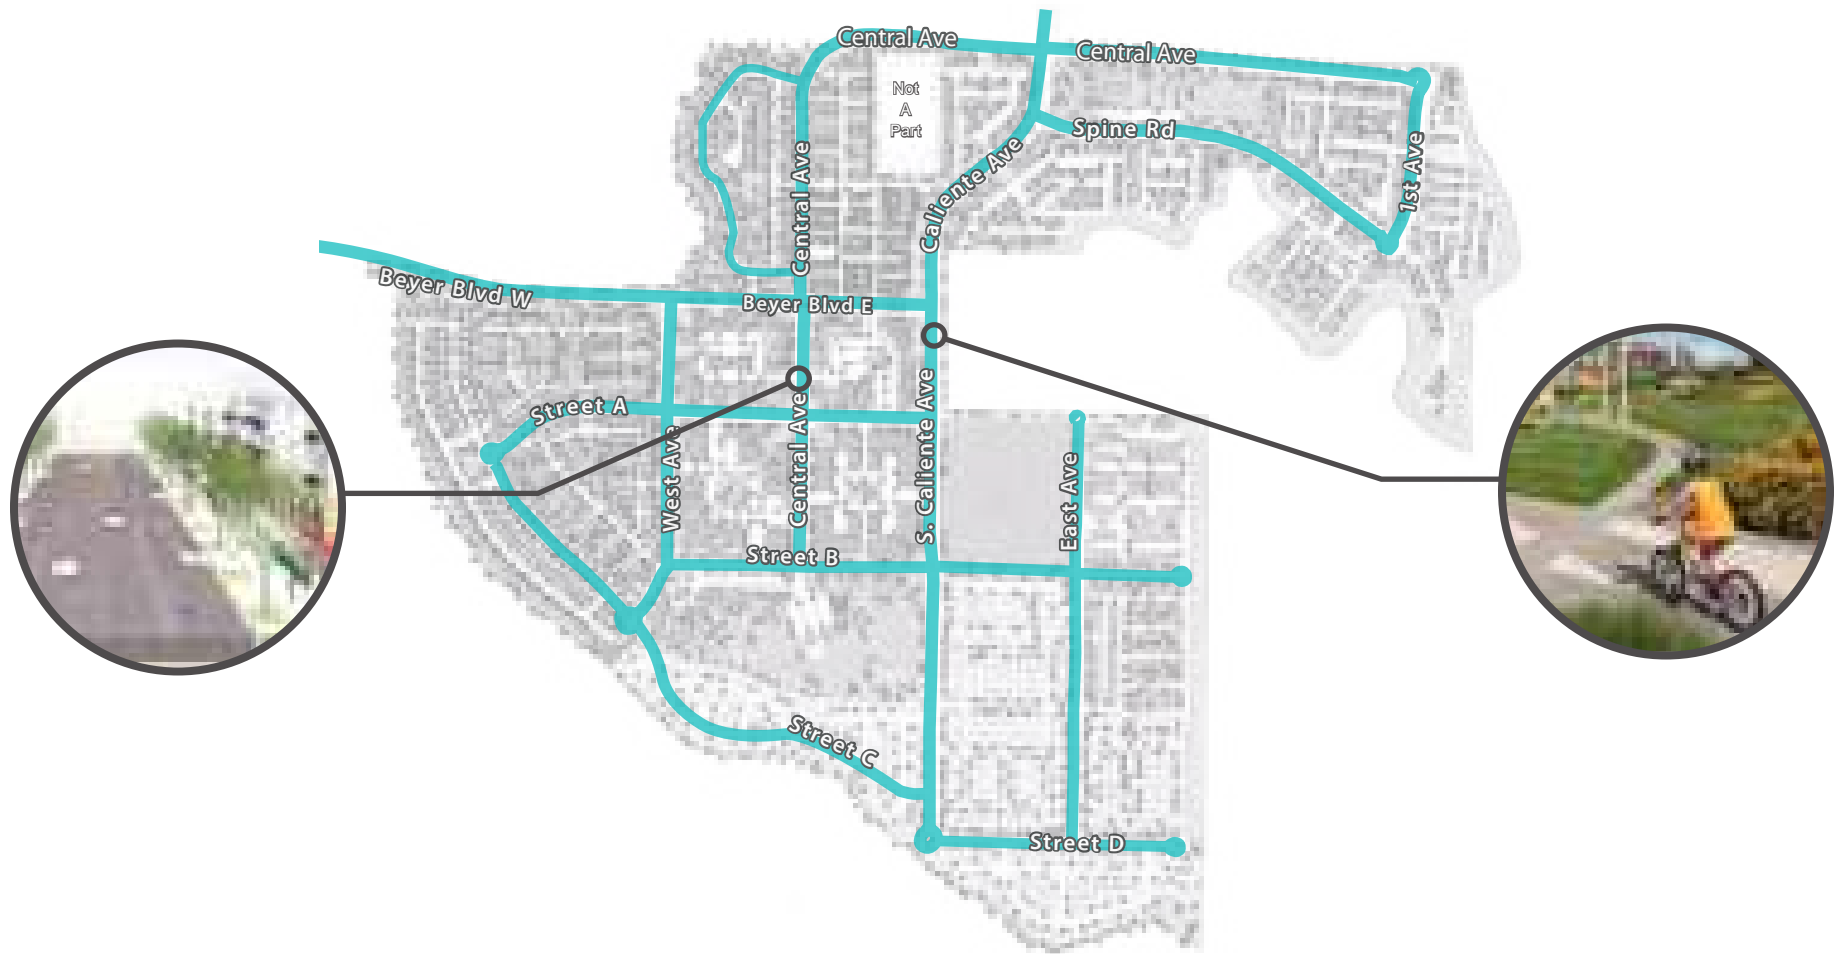 Central Ave
Central Ave
Not
A
Part
Spine Rd
1st Ave
Caliente Ave
Central Ave
Beyer Blvd W
Beyer Blvd E
Street A
West Ave
Central Ave
S. Caliente Ave
East Ave
Street B
Street C
Street D